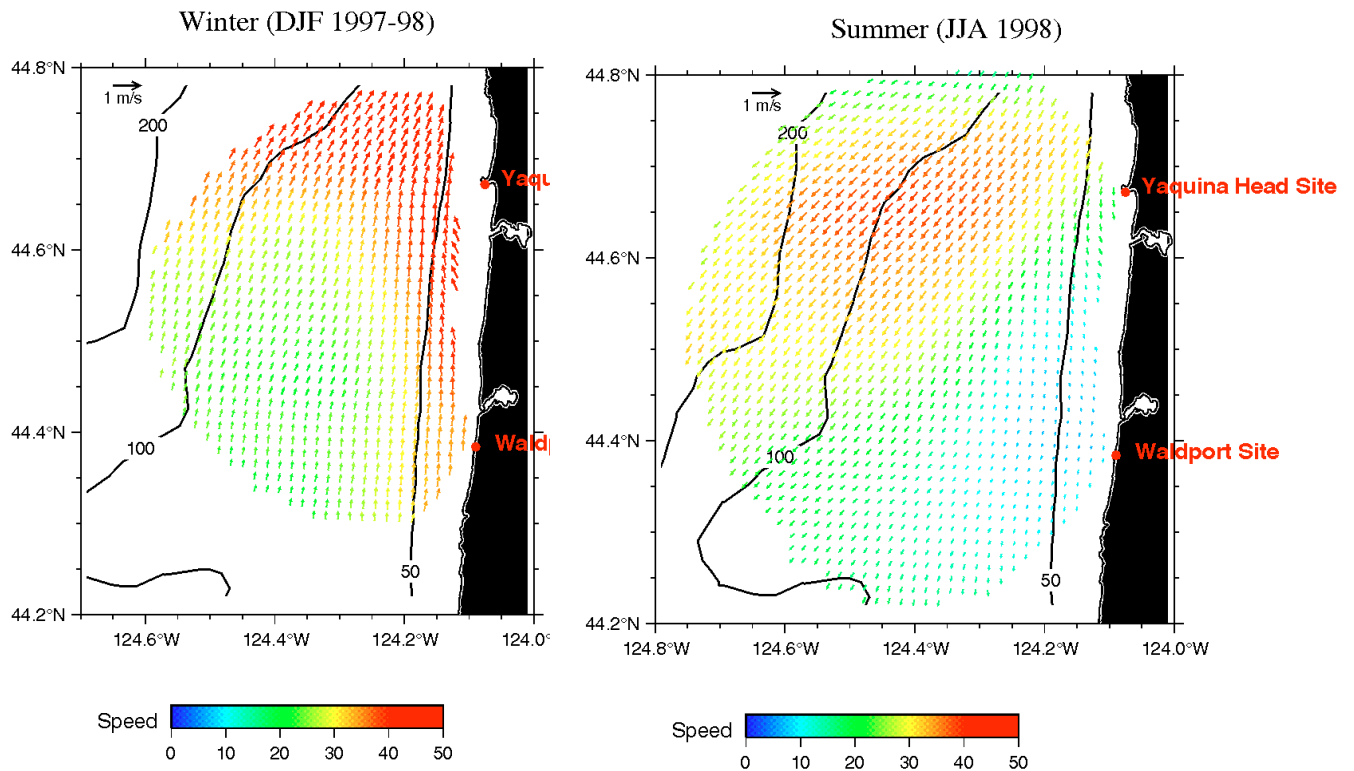 Winter (DJF 1997-98)
44.8°N
1 m/s
200
Yaqu
44.6°N
44.4°N
100
Wald
50
44.2°N
124.6°W
124.4°W
124.2°W
124.0°
Speed
0 10 20 30 40 50
Summer (JJA 1998)
44.8°N
1 m/s
200
Yaquina Head Site
44.6°N
44.4°N
100
Waldport Site
50
44.2°N
124.8°W
124.6°W
124.4°W
124.2°W
124.0°W
Speed
0 10 20 30 40 50